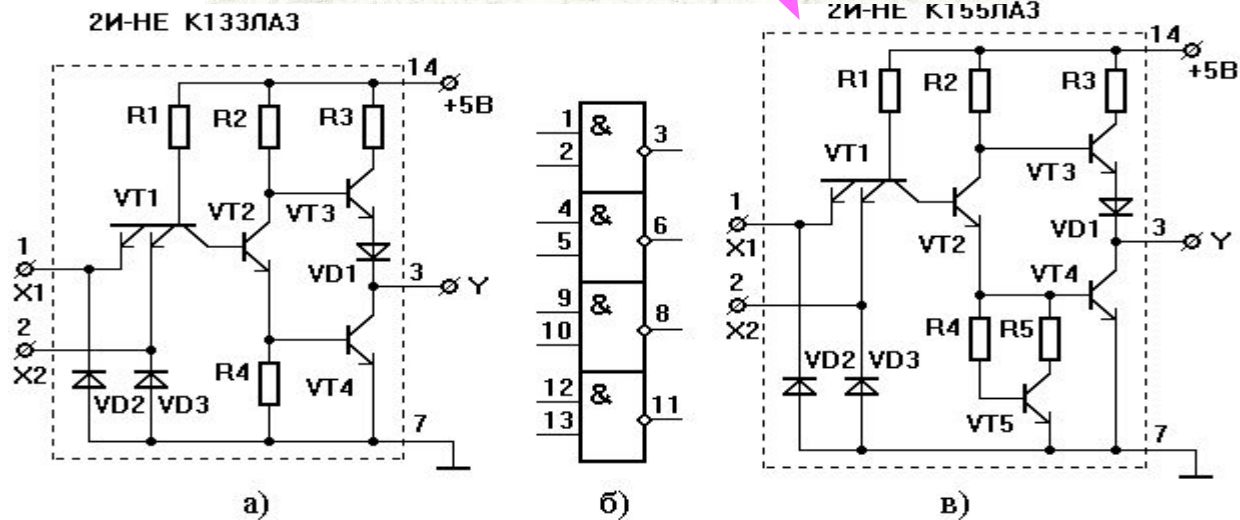 2И-НЕ К133ЛА3
14
+5В
R1
R2
R3
VT1
VT2
VT3
VD1
1
X1
3
Y
2
X2
R4
VT4
VD2
VD3
7
а)
1
&
3
2
4
&
6
5
9
&
8
10
12
&
11
13
б)
2И-НЕ К155ЛА3
14
+5В
R1
R2
R3
VT1
VT3
1
X1
VT2
VD1
3
Y
2
X2
VT4
R4
R5
VD2
VD3
VT5
7
в)